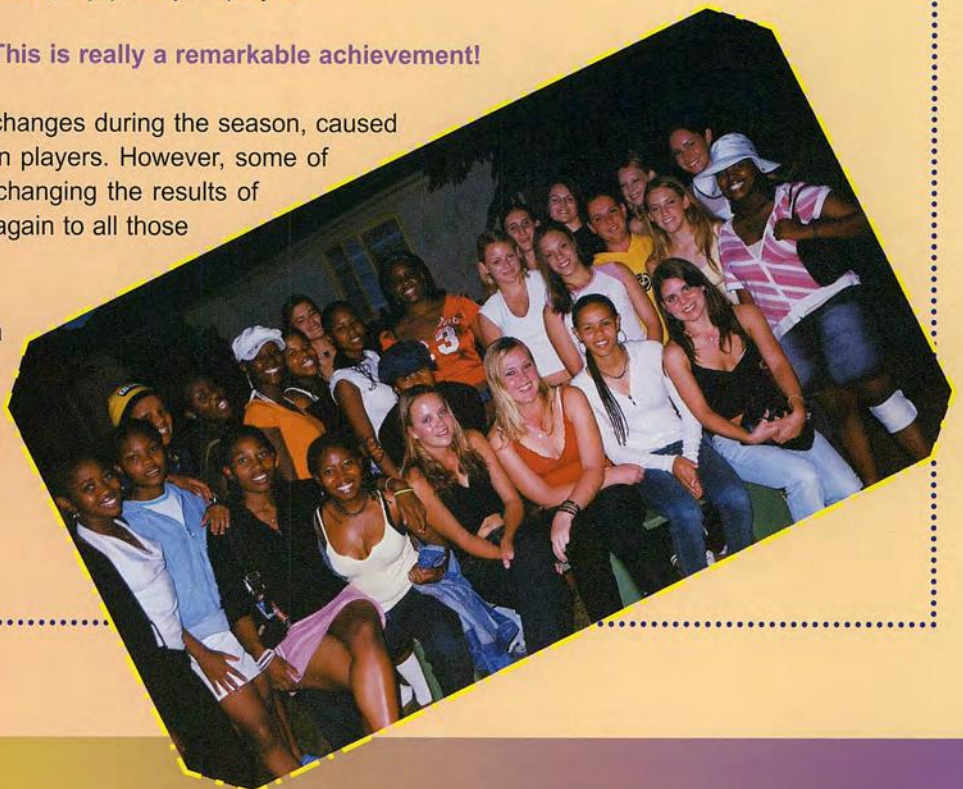 This is really a remarkable achievement!
changes during the season, caused
n players. However, some of
changing the results of
again to all those
3